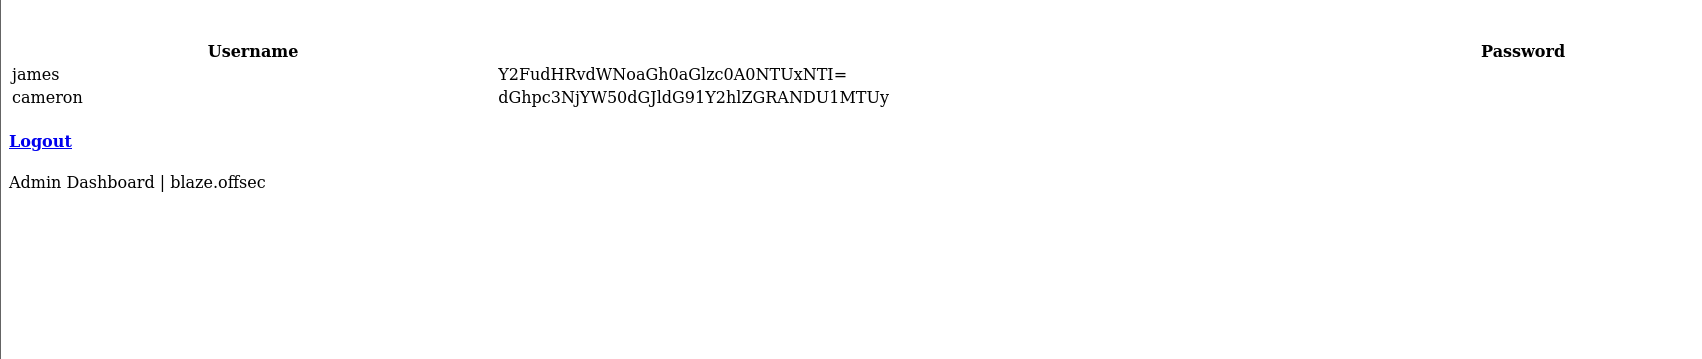 Username Password
james Y2FudHRvdWNoaGh0aGlzc0A0NTUxNTI=
cameron dGhpc3NjYW50dGJldG91Y2hlZGRANDU1MTUy
Logout
Admin Dashboard | blaze.offsec